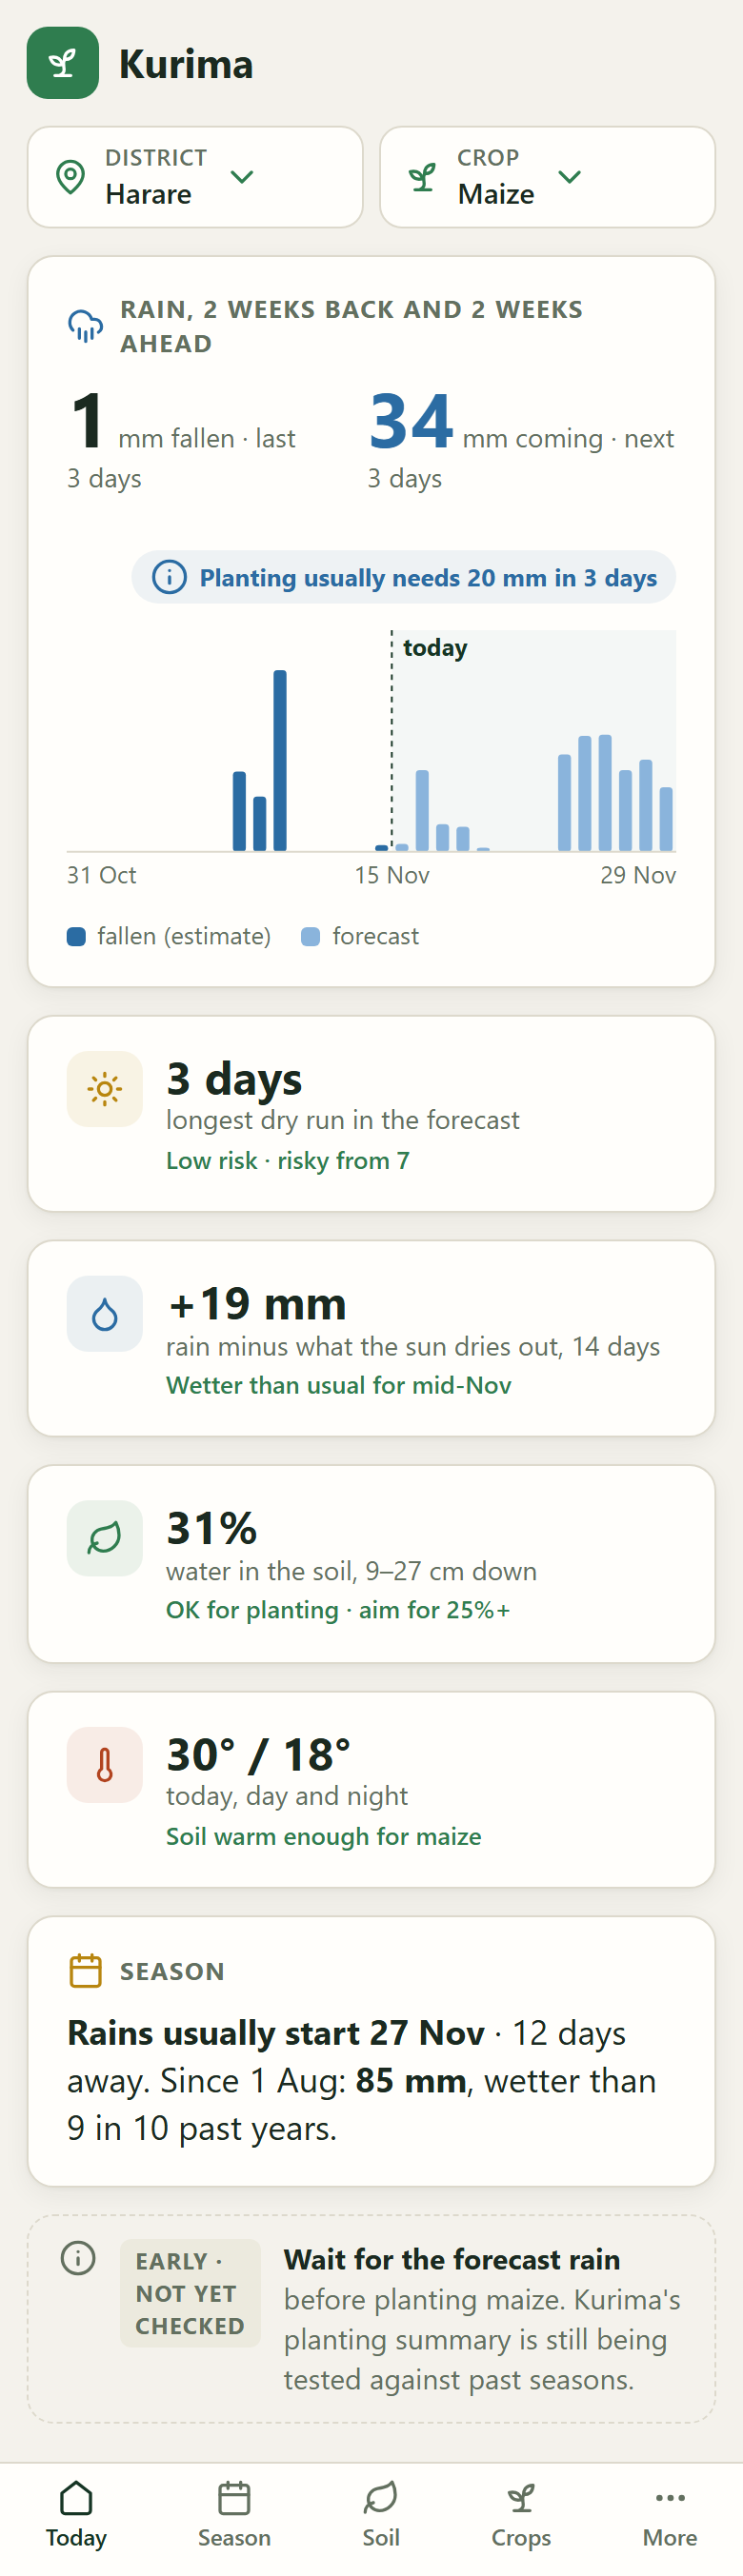 Kurima
DISTRICT
Harare
CROP
Maize
RAIN, 2 WEEKS BACK AND 2 WEEKS
AHEAD
1 mm fallen · last
3 days
34 mm coming · next
3 days
Planting usually needs 20 mm in 3 days
today
31 Oct
15 Nov
29 Nov
fallen (estimate)
forecast
3 days
longest dry run in the forecast
Low risk · risky from 7
+19 mm
rain minus what the sun dries out, 14 days
Wetter than usual for mid-Nov
31%
water in the soil, 9–27 cm down
OK for planting · aim for 25%+
30° / 18°
today, day and night
Soil warm enough for maize
SEASON
Rains usually start 27 Nov · 12 days
away. Since 1 Aug: 85 mm, wetter than
9 in 10 past years.
EARLY ·
NOT YET
CHECKED
Wait for the forecast rain
before planting maize. Kurima's
planting summary is still being
tested against past seasons.
Today
Season
Soil
Crops
More